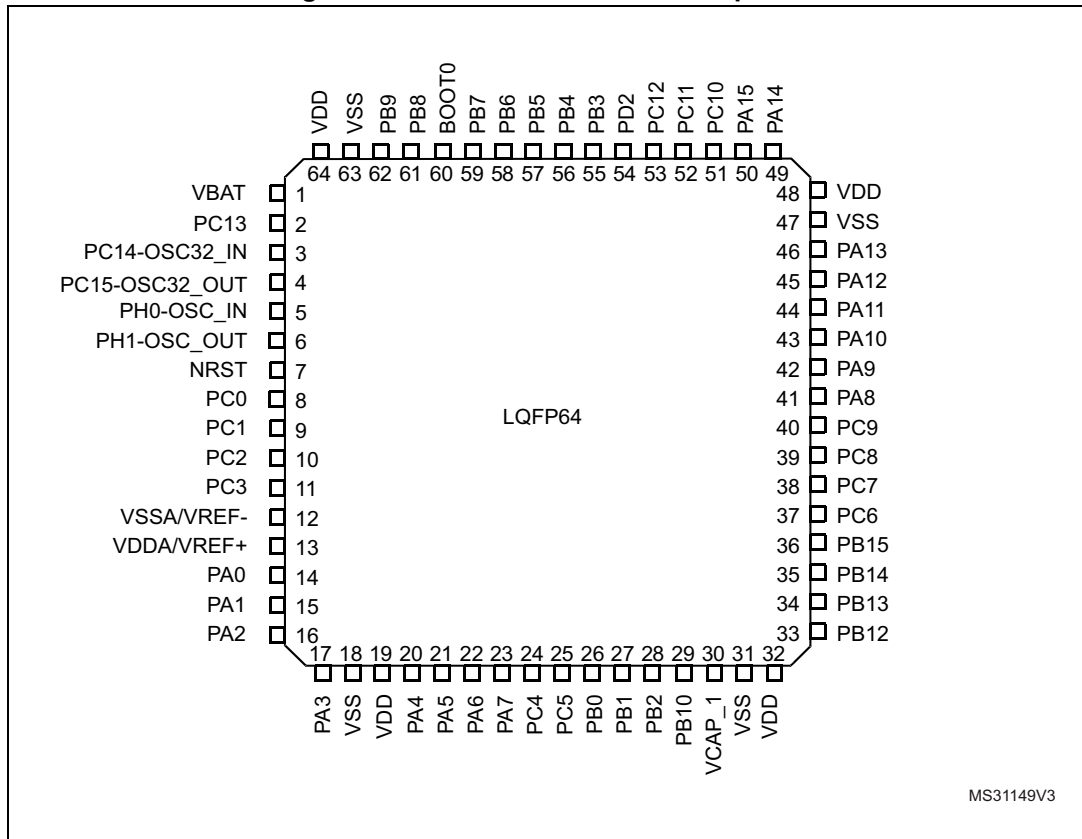 VDD
VSS
PB9
PB8
BOOT0
PB7
PB6
PB5
PB4
PB3
PD2
PC12
PC11
PC10
PA15
PA14
64 63 62 61 60 59 58 57 56 55 54 53 52 51 50 49
VBAT 1
PC13 2
PC14-OSC32_IN 3
PC15-OSC32_OUT 4
PH0-OSC_IN 5
PH1-OSC_OUT 6
NRST 7
PC0 8
PC1 9
PC2 10
PC3 11
VSSA/VREF- 12
VDDA/VREF+ 13
PA0 14
PA1 15
PA2 16
LQFP64
48 VDD
47 VSS
46 PA13
45 PA12
44 PA11
43 PA10
42 PA9
41 PA8
40 PC9
39 PC8
38 PC7
37 PC6
36 PB15
35 PB14
34 PB13
33 PB12
17 18 19 20 21 22 23 24 25 26 27 28 29 30 31 32
PA3
VSS
VDD
PA4
PA5
PA6
PA7
PC4
PC5
PB0
PB1
PB2
PB10
VCAP_1
VSS
VDD
MS31149V3